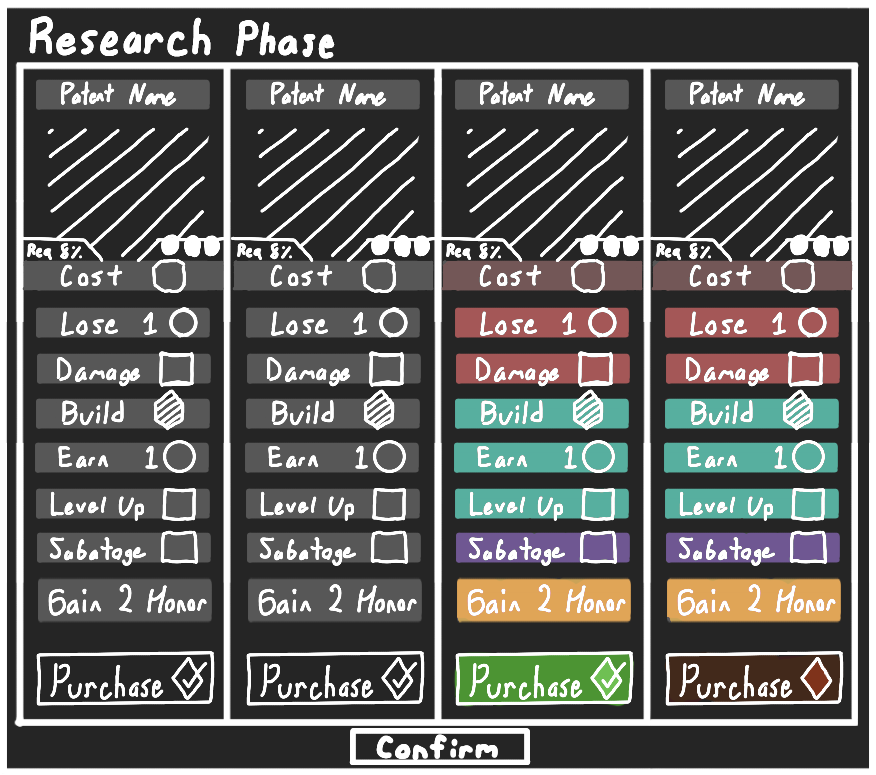 Research Phase
Patent Name
Req 8%
Cost
Lose 1
Damage
Build
Earn 1
Level Up
Sabatoge
Gain 2 Honor
Purchase
Patent Name
Req 8%
Cost
Lose 1
Damage
Build
Earn 1
Level Up
Sabatoge
Gain 2 Honor
Purchase
Patent Name
Req 8%
Cost
Lose 1
Damage
Build
Earn 1
Level Up
Sabatoge
Gain 2 Honor
Purchase
Patent Name
Req 8%
Cost
Lose 1
Damage
Build
Earn 1
Level Up
Sabatoge
Gain 2 Honor
Purchase
Confirm